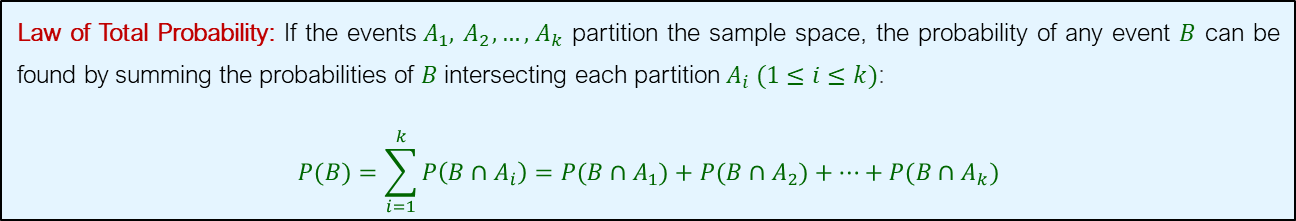 Law of Total Probability: If the events A₁, A₂, …, Aₖ partition the sample space, the probability of any event B can be
found by summing the probabilities of B intersecting each partition Aᵢ (1 ≤ i ≤ k):
P(B) = ∑_{i=1}^{k} P(B ∩ Aᵢ) = P(B ∩ A₁) + P(B ∩ A₂) + ⋯ + P(B ∩ Aₖ)